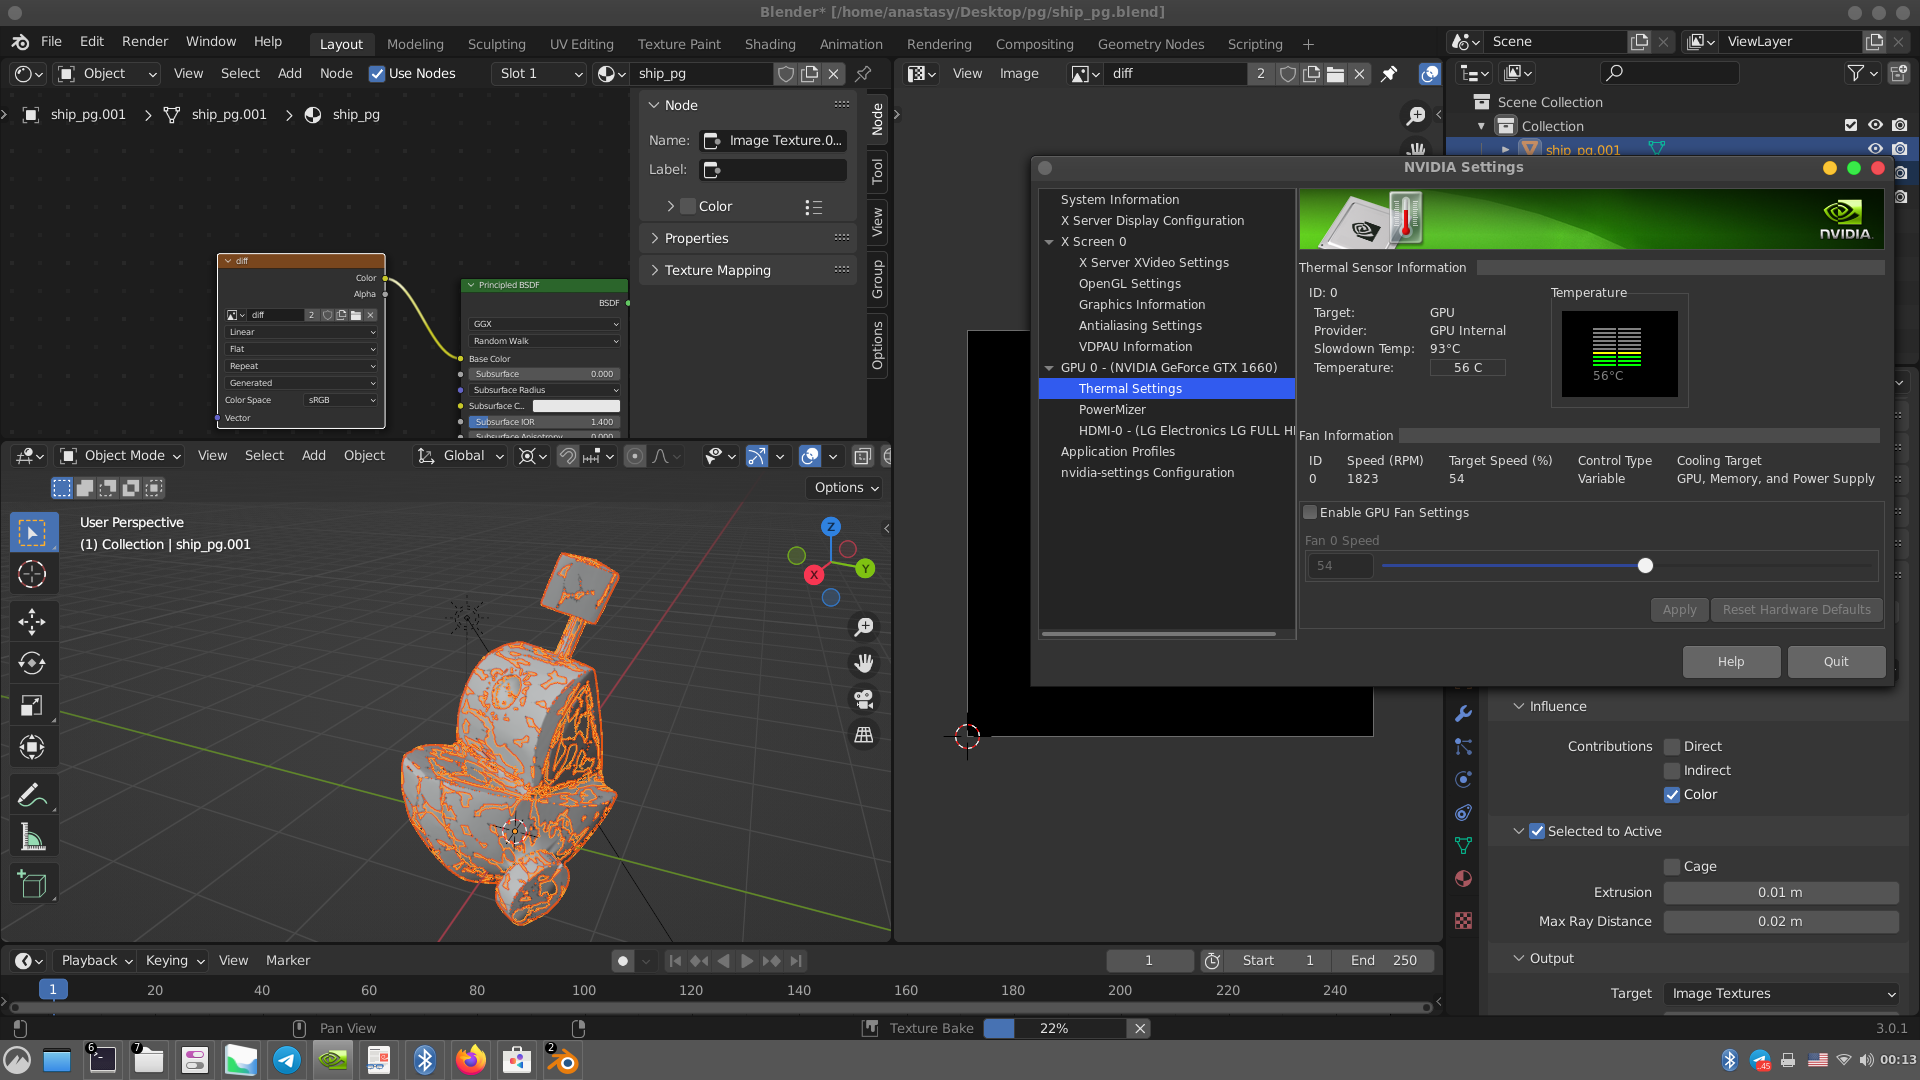 Blender* [/home/anastasy/Desktop/pg/ship_pg.blend]
File Edit Render Window Help
Layout Modeling Sculpting UV Editing Texture Paint Shading Animation Rendering Compositing Geometry Nodes Scripting +
Scene ViewLayer
Object View Select Add Node Use Nodes Slot 1 ship_pg
View Image diff 2
ship_pg.001 > ship_pg.001 > ship_pg
Node
Name: Image Texture.0...
Label:
Color
Properties
Texture Mapping
Node
Tool
View
Group
Options
diff
Color
Alpha
diff 2
Linear
Flat
Repeat
Generated
Color Space sRGB
Vector
Principled BSDF
BSDF
GGX
Random Walk
Base Color
Subsurface 0.000
Subsurface Radius
Subsurface C...
Subsurface IOR 1.400
Subsurface Anisotropy 0.000
Scene Collection
Collection
ship_pg.001
NVIDIA Settings
System Information
X Server Display Configuration
X Screen 0
X Server XVideo Settings
OpenGL Settings
Graphics Information
Antialiasing Settings
VDPAU Information
GPU 0 - (NVIDIA GeForce GTX 1660)
Thermal Settings
PowerMizer
HDMI-0 - (LG Electronics LG FULL H
Application Profiles
nvidia-settings Configuration
NVIDIA.
Thermal Sensor Information
ID: 0
Target: GPU
Provider: GPU Internal
Slowdown Temp: 93°C
Temperature: 56 C
Temperature
56°C
Fan Information
ID Speed (RPM) Target Speed (%) Control Type Cooling Target
0 1823 54 Variable GPU, Memory, and Power Supply
Enable GPU Fan Settings
Fan 0 Speed
54
Apply Reset Hardware Defaults
Help Quit
Object Mode View Select Add Object Global
Options
User Perspective
(1) Collection | ship_pg.001
Z
Y
X
Influence
Contributions Direct
Indirect
Color
Selected to Active
Cage
Extrusion 0.01 m
Max Ray Distance 0.02 m
Output
Target Image Textures
Playback Keying View Marker 1 Start 1 End 250
1 20 40 60 80 100 120 140 160 180 200 220 240
Pan View Texture Bake 22% 3.0.1
6 7 2 45 00:13